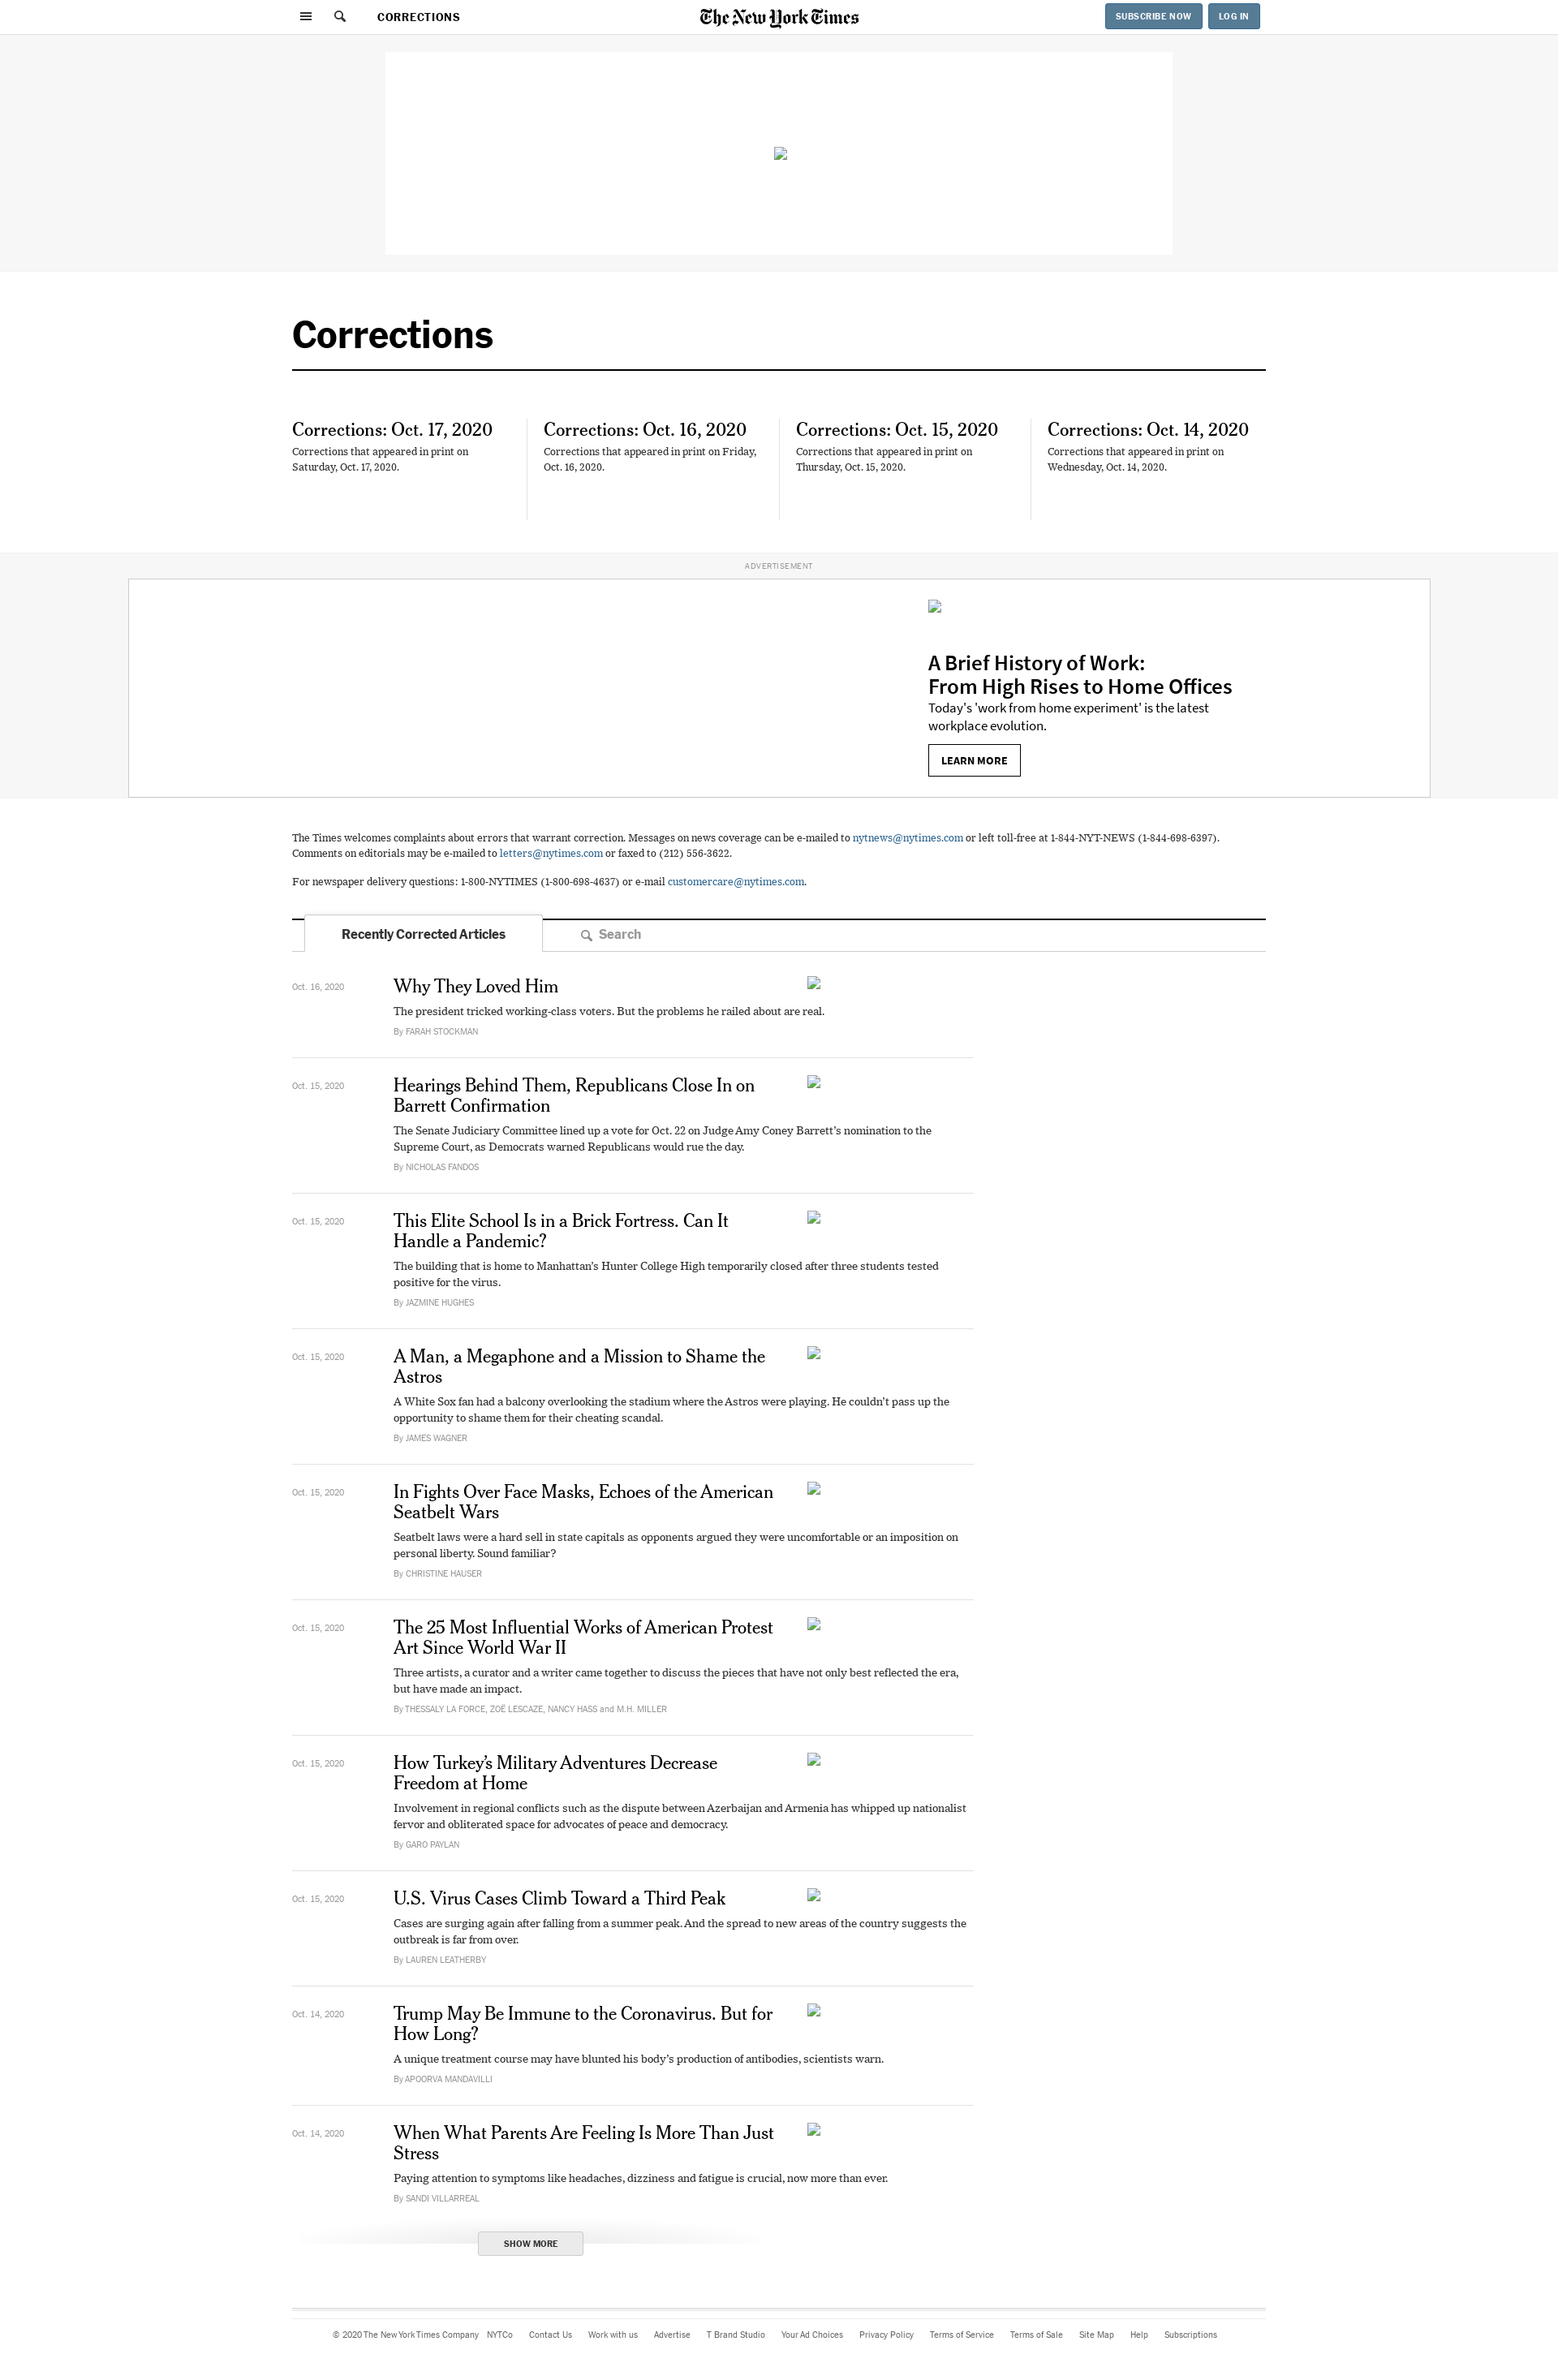 CORRECTIONS
The New York Times
SUBSCRIBE NOW
LOG IN
Corrections
Corrections: Oct. 17, 2020
Corrections that appeared in print on
Saturday, Oct. 17, 2020.
Corrections: Oct. 16, 2020
Corrections that appeared in print on Friday,
Oct. 16, 2020.
Corrections: Oct. 15, 2020
Corrections that appeared in print on
Thursday, Oct. 15, 2020.
Corrections: Oct. 14, 2020
Corrections that appeared in print on
Wednesday, Oct. 14, 2020.
ADVERTISEMENT
A Brief History of Work:
From High Rises to Home Offices
Today's 'work from home experiment' is the latest
workplace evolution.
LEARN MORE
The Times welcomes complaints about errors that warrant correction. Messages on news coverage can be e-mailed to nytnews@nytimes.com or left toll-free at 1-844-NYT-NEWS (1-844-698-6397).
Comments on editorials may be e-mailed to letters@nytimes.com or faxed to (212) 556-3622.
For newspaper delivery questions: 1-800-NYTIMES (1-800-698-4637) or e-mail customercare@nytimes.com.
Recently Corrected Articles
Search
Oct. 16, 2020
Why They Loved Him
The president tricked working-class voters. But the problems he railed about are real.
By FARAH STOCKMAN
Oct. 15, 2020
Hearings Behind Them, Republicans Close In on
Barrett Confirmation
The Senate Judiciary Committee lined up a vote for Oct. 22 on Judge Amy Coney Barrett’s nomination to the
Supreme Court, as Democrats warned Republicans would rue the day.
By NICHOLAS FANDOS
Oct. 15, 2020
This Elite School Is in a Brick Fortress. Can It
Handle a Pandemic?
The building that is home to Manhattan’s Hunter College High temporarily closed after three students tested
positive for the virus.
By JAZMINE HUGHES
Oct. 15, 2020
A Man, a Megaphone and a Mission to Shame the
Astros
A White Sox fan had a balcony overlooking the stadium where the Astros were playing. He couldn’t pass up the
opportunity to shame them for their cheating scandal.
By JAMES WAGNER
Oct. 15, 2020
In Fights Over Face Masks, Echoes of the American
Seatbelt Wars
Seatbelt laws were a hard sell in state capitals as opponents argued they were uncomfortable or an imposition on
personal liberty. Sound familiar?
By CHRISTINE HAUSER
Oct. 15, 2020
The 25 Most Influential Works of American Protest
Art Since World War II
Three artists, a curator and a writer came together to discuss the pieces that have not only best reflected the era,
but have made an impact.
By THESSALY LA FORCE, ZOË LESCAZE, NANCY HASS and M.H. MILLER
Oct. 15, 2020
How Turkey’s Military Adventures Decrease
Freedom at Home
Involvement in regional conflicts such as the dispute between Azerbaijan and Armenia has whipped up nationalist
fervor and obliterated space for advocates of peace and democracy.
By GARO PAYLAN
Oct. 15, 2020
U.S. Virus Cases Climb Toward a Third Peak
Cases are surging again after falling from a summer peak. And the spread to new areas of the country suggests the
outbreak is far from over.
By LAUREN LEATHERBY
Oct. 14, 2020
Trump May Be Immune to the Coronavirus. But for
How Long?
A unique treatment course may have blunted his body’s production of antibodies, scientists warn.
By APOORVA MANDAVILLI
Oct. 14, 2020
When What Parents Are Feeling Is More Than Just
Stress
Paying attention to symptoms like headaches, dizziness and fatigue is crucial, now more than ever.
By SANDI VILLARREAL
SHOW MORE
© 2020 The New York Times Company NYTCo Contact Us Work with us Advertise T Brand Studio Your Ad Choices Privacy Policy Terms of Service Terms of Sale Site Map Help Subscriptions